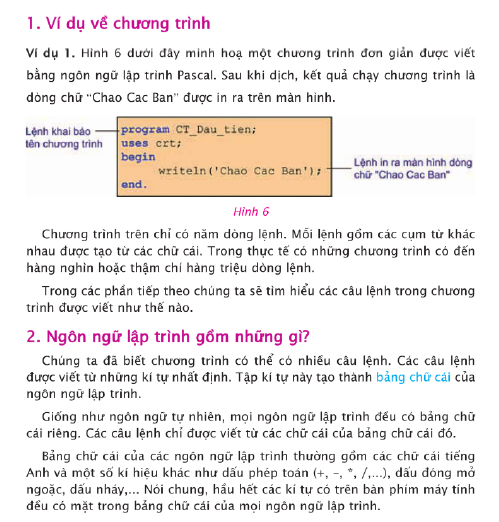 1. Ví dụ về chương trình
Ví dụ 1. Hình 6 dưới đây minh hoạ một chương trình đơn giản được viết
bằng ngôn ngữ lập trình Pascal. Sau khi dịch, kết quả chạy chương trình là
dòng chữ "Chao Cac Ban" được in ra trên màn hình.
Lệnh khai báo
tên chương trình
program CT_Dau_tien;
uses crt;
begin
writeln('Chao Cac Ban');
end.
Lệnh in ra màn hình dòng
chữ "Chao Cac Ban"
Hình 6
Chương trình trên chỉ có năm dòng lệnh. Mỗi lệnh gồm các cụm từ khác
nhau được tạo từ các chữ cái. Trong thực tế có những chương trình có đến
hàng nghìn hoặc thậm chí hàng triệu dòng lệnh.
Trong các phần tiếp theo chúng ta sẽ tìm hiểu các câu lệnh trong chương
trình được viết như thế nào.
2. Ngôn ngữ lập trình gồm những gì?
Chúng ta đã biết chương trình có thể có nhiều câu lệnh. Các câu lệnh
được viết từ những kí tự nhất định. Tập kí tự này tạo thành bảng chữ cái của
ngôn ngữ lập trình.
Giống như ngôn ngữ tự nhiên, mọi ngôn ngữ lập trình đều có bảng chữ
cái riêng. Các câu lệnh chỉ được viết từ các chữ cái của bảng chữ cái đó.
Bảng chữ cái của các ngôn ngữ lập trình thường gồm các chữ cái tiếng
Anh và một số kí hiệu khác như dấu phép toán (+, −, *, /,...), dấu đóng mở
ngoặc, dấu nháy,... Nói chung, hầu hết các kí tự có trên bàn phím máy tính
đều có mặt trong bảng chữ cái của mọi ngôn ngữ lập trình.